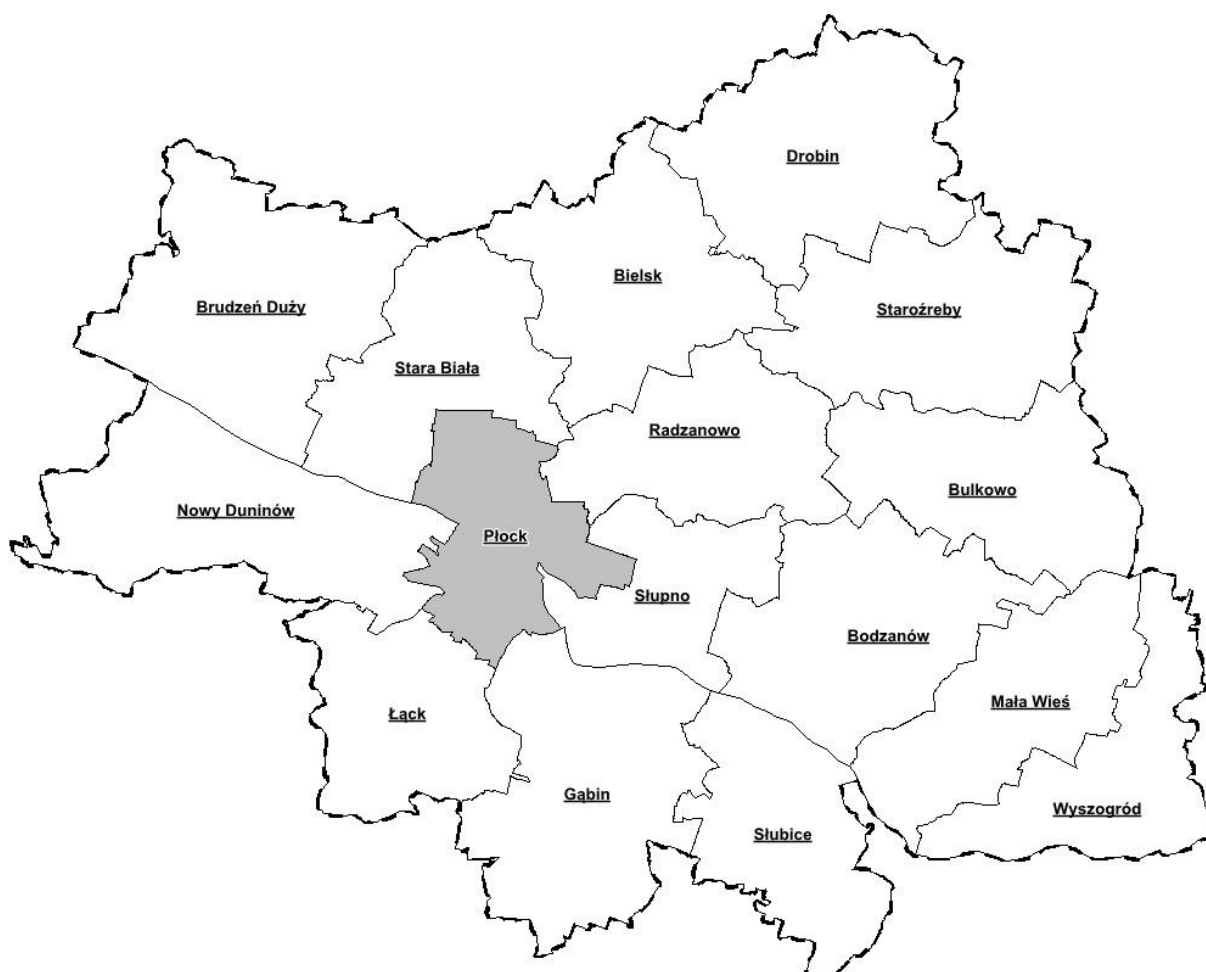 Drobin
Bielsk
Brudzeń Duży
Staroźreby
Stara Biała
Radzanowo
Bulkowo
Nowy Duninów
Płock
Słupno
Bodzanów
Mała Wieś
Łąck
Gąbin
Wyszogród
Słubice